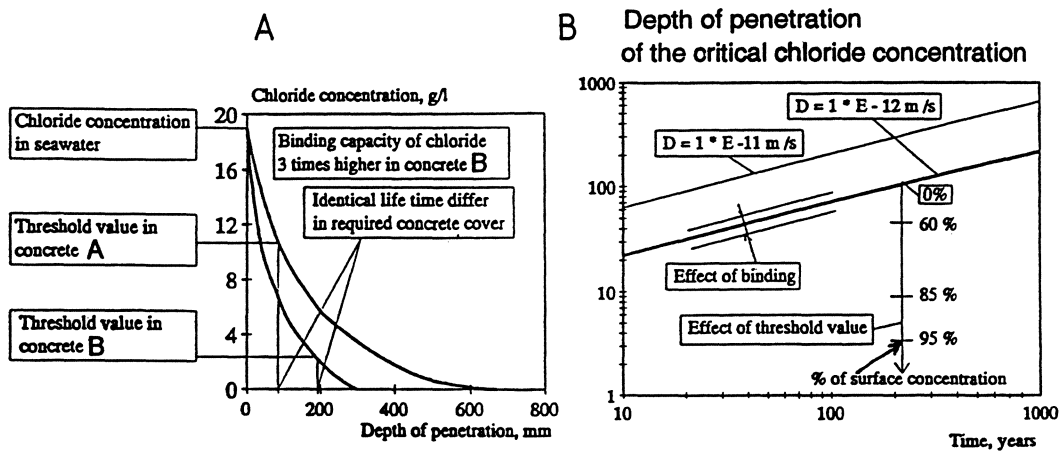 A
Chloride concentration, g/l
20
16
12
8
4
0
Chloride concentration
in seawater
Threshold value in
concrete A
Threshold value in
concrete B
Binding capacity of chloride
3 times higher in concrete B
Identical life time differ
in required concrete cover
0
200
400
600
800
Depth of penetration, mm
B
Depth of penetration
of the critical chloride concentration
1000
100
10
1
D = 1 * E - 12 m /s
D = 1 * E -11 m /s
0%
60 %
Effect of binding
85 %
Effect of threshold value
95 %
% of surface concentration
10
100
1000
Time, years